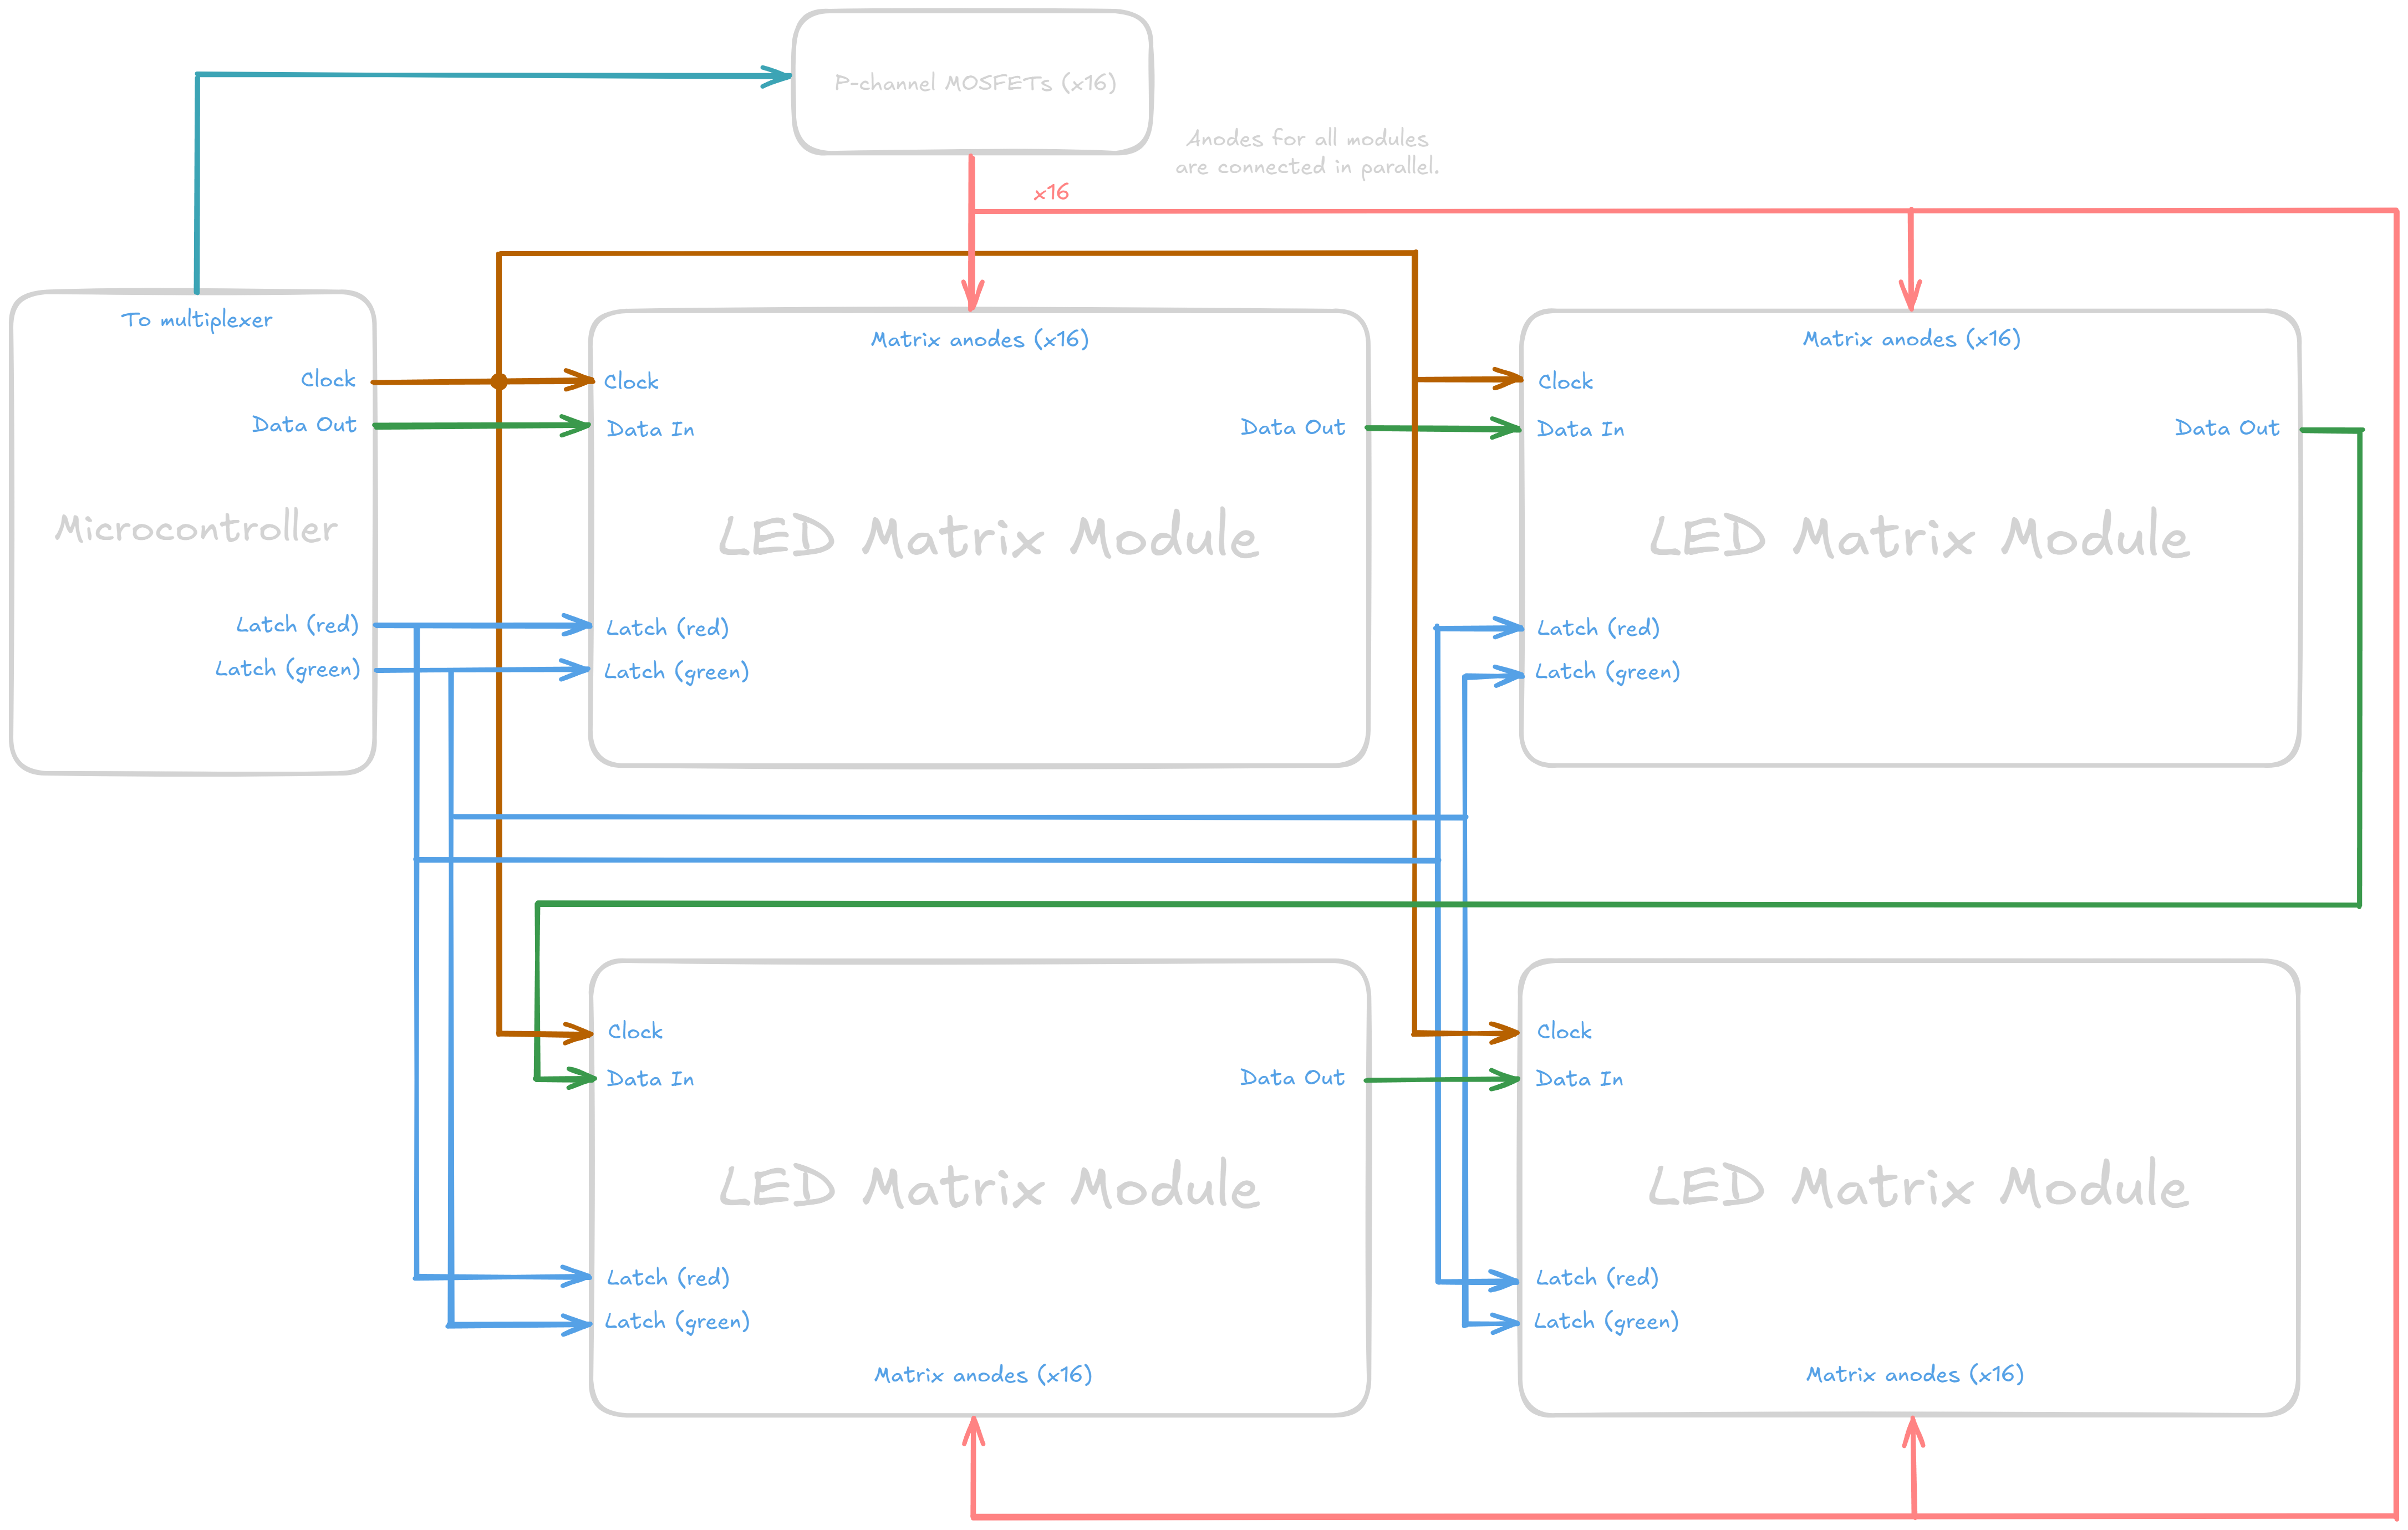 P-channel MOSFETs (x16)
Anodes for all modules
are connected in parallel.
x16
To multiplexer
Clock
Data Out
Microcontroller
Latch (red)
Latch (green)
Matrix anodes (x16)
Clock
Data In
Data Out
LED Matrix Module
Latch (red)
Latch (green)
Matrix anodes (x16)
Clock
Data In
Data Out
LED Matrix Module
Latch (red)
Latch (green)
Clock
Data In
Data Out
LED Matrix Module
Latch (red)
Latch (green)
Matrix anodes (x16)
Clock
Data In
LED Matrix Module
Latch (red)
Latch (green)
Matrix anodes (x16)